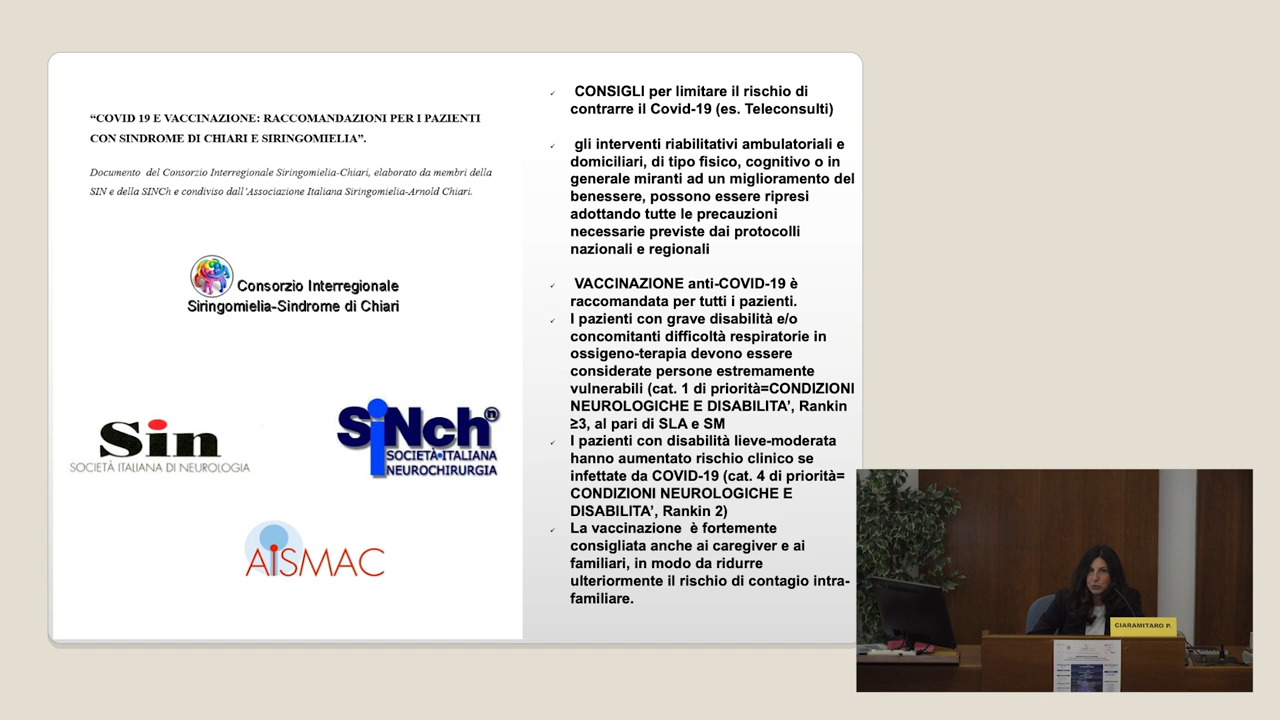 “COVID 19 E VACCINAZIONE: RACCOMANDAZIONI PER I PAZIENTI
CON SINDROME DI CHIARI E SIRINGOMIELIA”.
Documento del Consorzio Interregionale Siringomielia-Chiari, elaborato da membri della
SIN e della SINCh e condiviso dall’Associazione Italiana Siringomielia-Arnold Chiari.
Consorzio Interregionale
Siringomielia-Sindrome di Chiari
Sin
SOCIETÀ ITALIANA DI NEUROLOGIA
SiNch
SOCIETÀ ITALIANA
NEUROCHIRURGIA
AISMAC
✓ CONSIGLI per limitare il rischio di
contrarre il Covid-19 (es. Teleconsulti)
✓ gli interventi riabilitativi ambulatoriali e
domiciliari, di tipo fisico, cognitivo o in
generale miranti ad un miglioramento del
benessere, possono essere ripresi
adottando tutte le precauzioni
necessarie previste dai protocolli
nazionali e regionali
✓ VACCINAZIONE anti-COVID-19 è
raccomandata per tutti i pazienti.
✓ I pazienti con grave disabilità e/o
concomitanti difficoltà respiratorie in
ossigeno-terapia devono essere
considerate persone estremamente
vulnerabili (cat. 1 di priorità=CONDIZIONI
NEUROLOGICHE E DISABILITA’, Rankin
≥3, al pari di SLA e SM
✓ I pazienti con disabilità lieve-moderata
hanno aumentato rischio clinico se
infettate da COVID-19 (cat. 4 di priorità=
CONDIZIONI NEUROLOGICHE E
DISABILITA’, Rankin 2)
✓ La vaccinazione è fortemente
consigliata anche ai caregiver e ai
familiari, in modo da ridurre
ulteriormente il rischio di contagio intra-
familiare.
CIARAMITARO P.